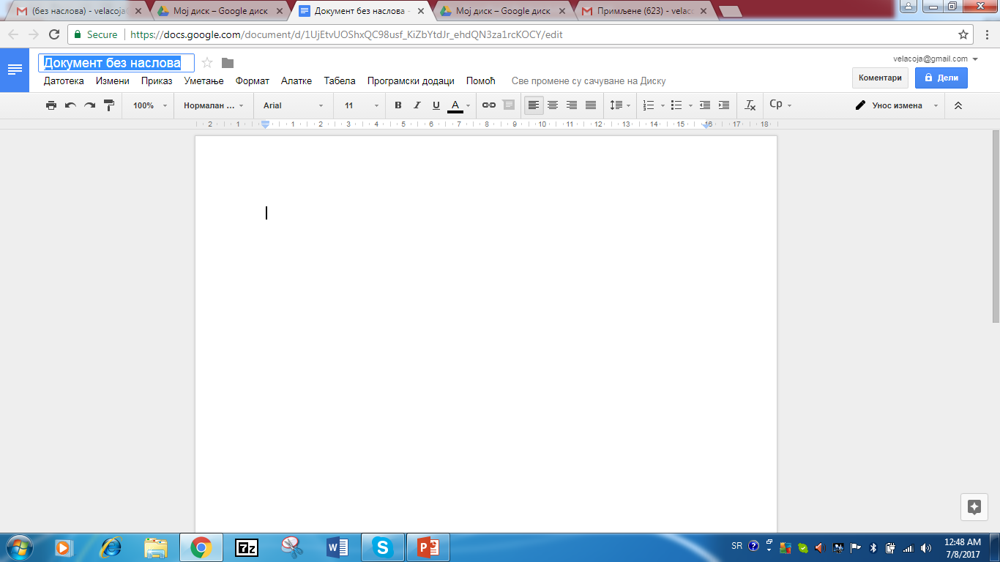 (без наслова) - velacoja
Мој диск – Google диск
Документ без наслова -
Мој диск – Google диск
Примљене (623) - velaco
Secure
https://docs.google.com/document/d/1UjEtvUOShxQC98usf_KiZbYtdJr_ehdQN3za1rcKOCY/edit
Документ без наслова
velacoja@gmail.com
Датотека Измени Приказ Уметање Формат Алатке Табела Програмски додаци Помоћ Све промене су сачуване на Диску
Коментари
Дели
100% Нормалан ... Arial 11 B I U A Ср Унос измена
2 1 1 2 3 4 5 6 7 8 9 10 11 12 13 14 15 16 17 18
7z
W
S
P
SR
12:48 AM
7/8/2017